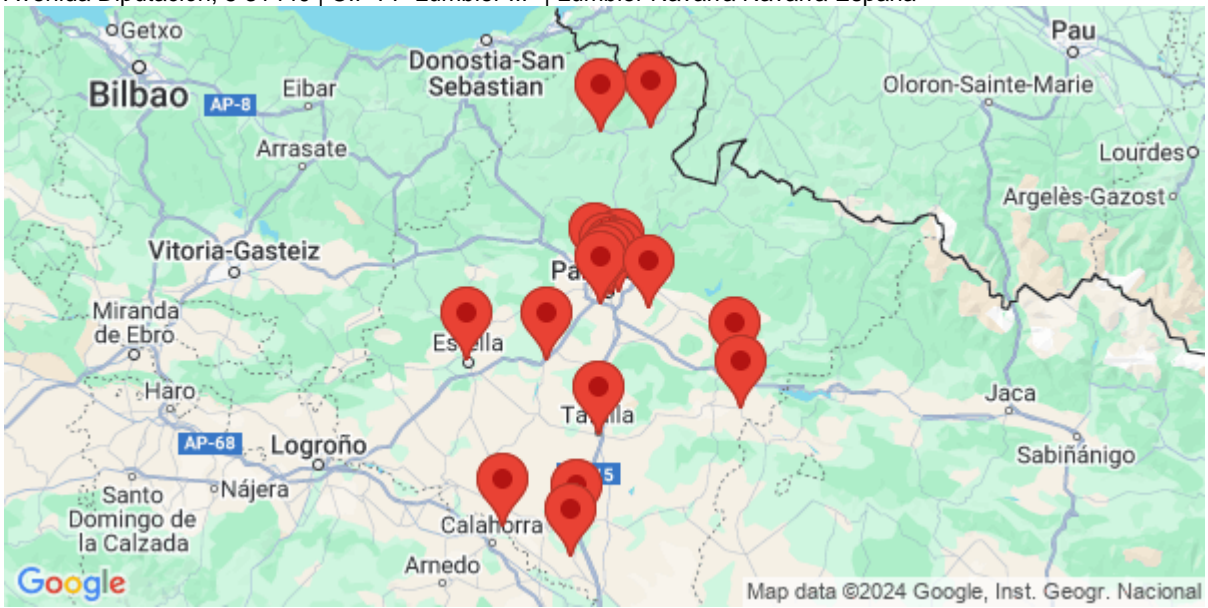 Getxo
Bilbao
AP-8
Eibar
Donostia-San
Sebastian
Pau
Oloron-Sainte-Marie
Arrasate
Lourdes
Argelès-Gazost
Vitoria-Gasteiz
Miranda
de Ebro
Haro
AP-68
Logroño
Jaca
Sabiñánigo
Santo
Domingo de
la Calzada
Nájera
Calahorra
Arnedo
Google
Map data ©2024 Google, Inst. Geogr. Nacional